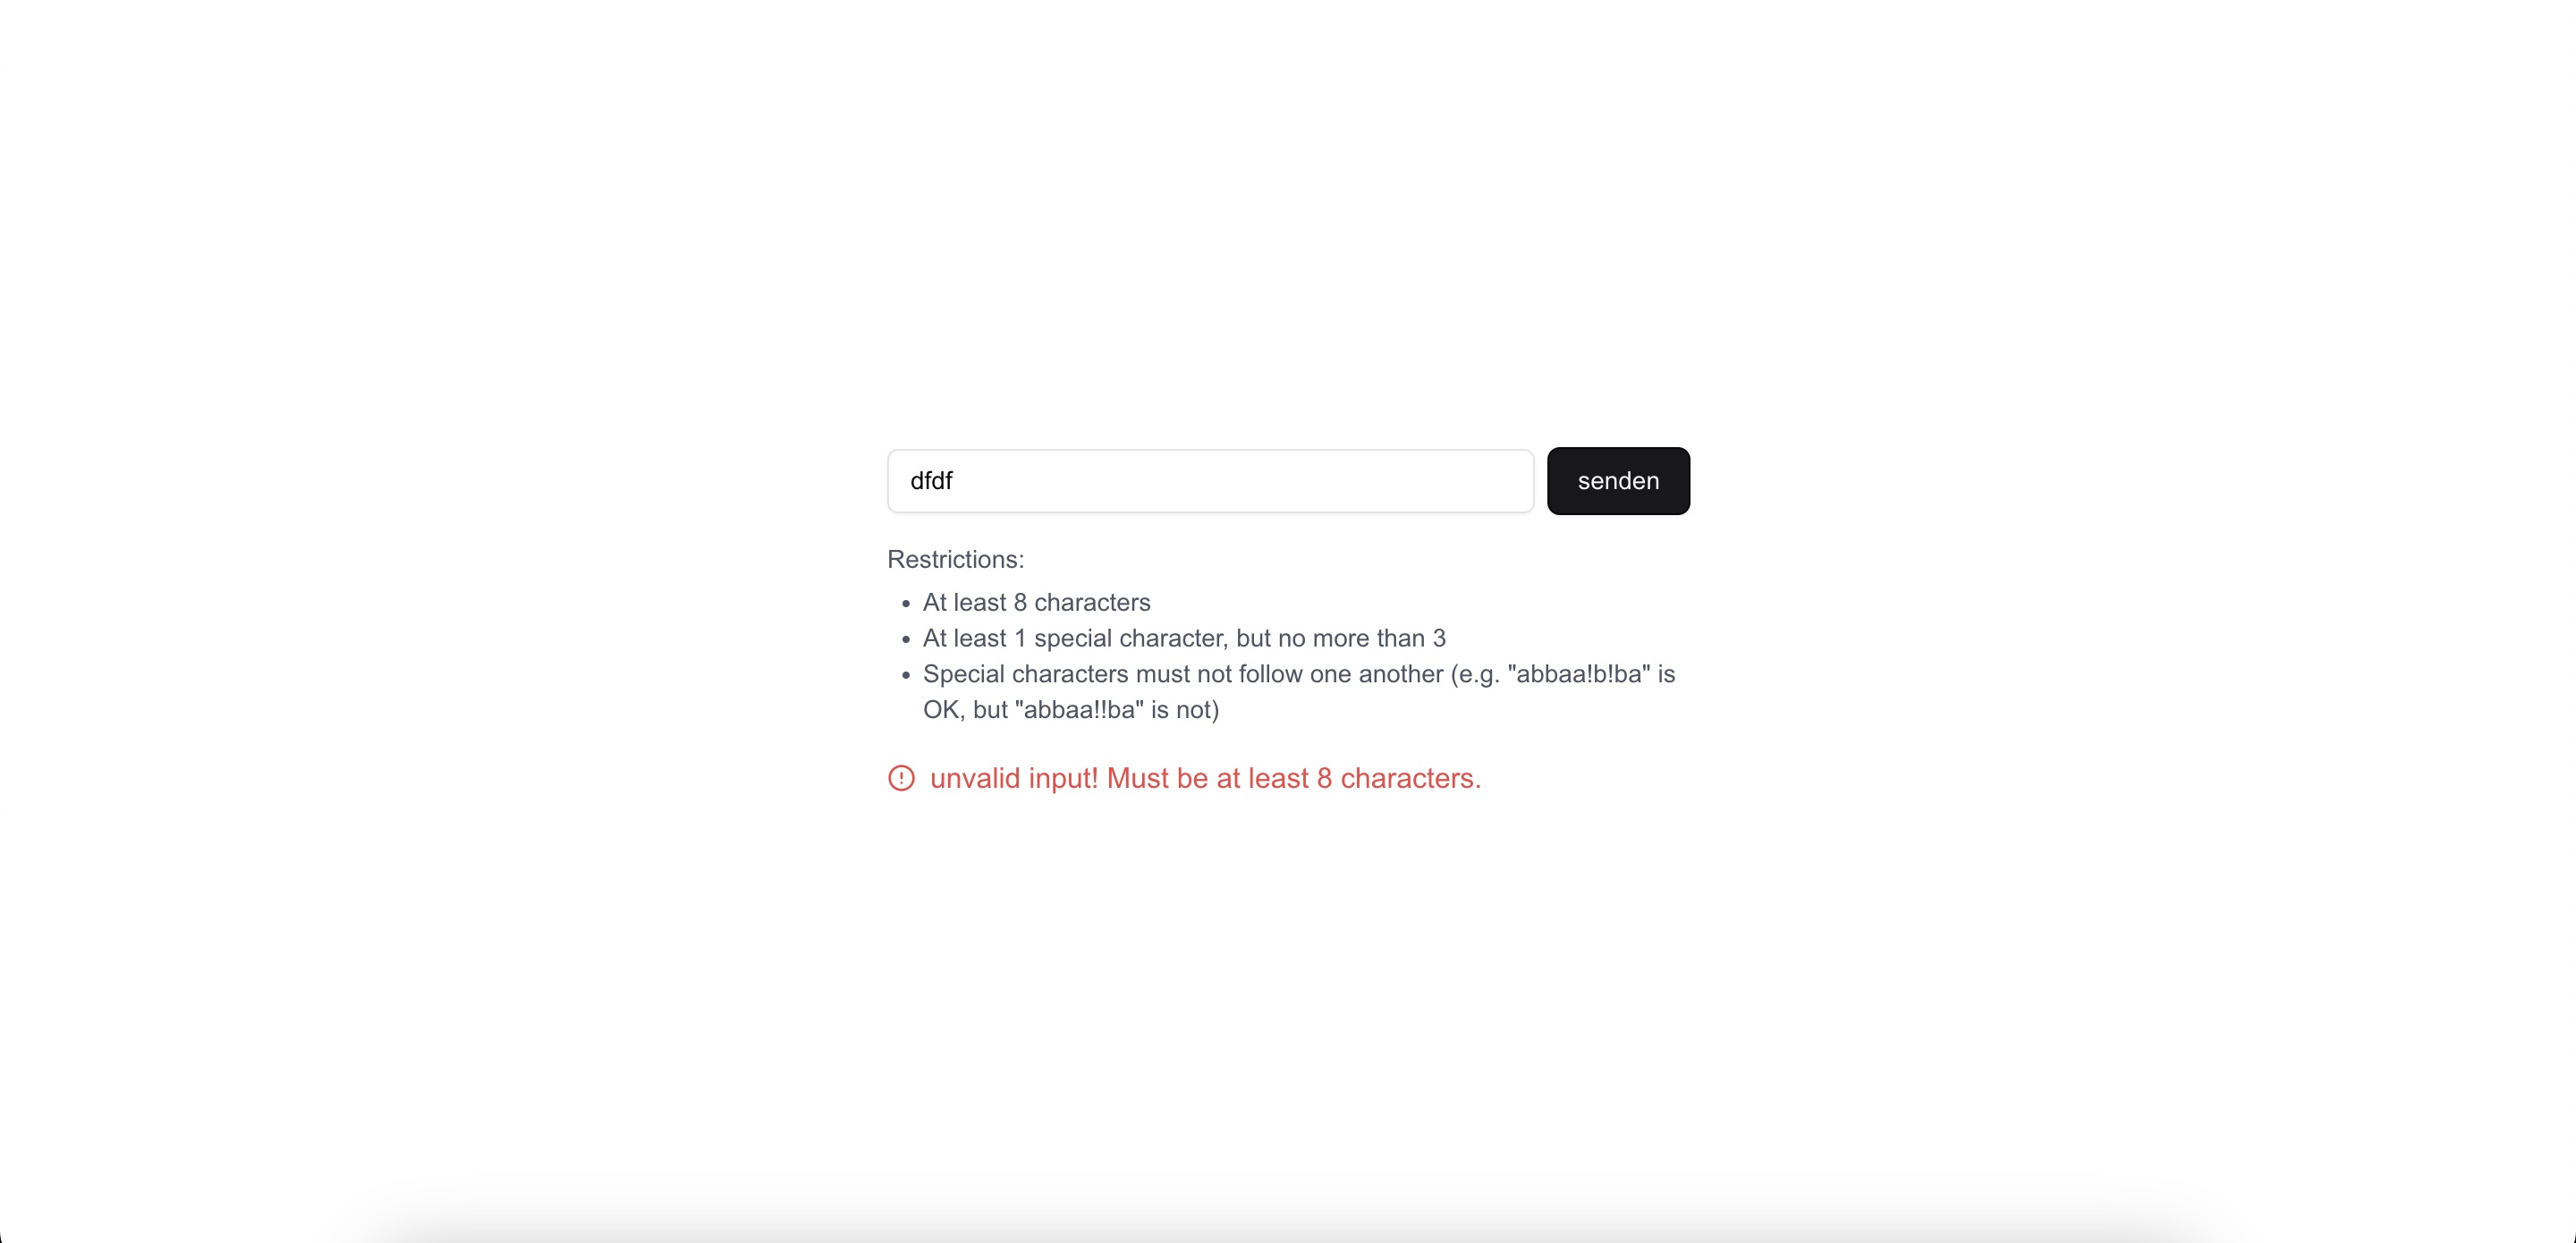 dfdf
senden
Restrictions:
At least 8 characters
At least 1 special character, but no more than 3
Special characters must not follow one another (e.g. "abbaa!b!ba" is
OK, but "abbaa!!ba" is not)
unvalid input! Must be at least 8 characters.